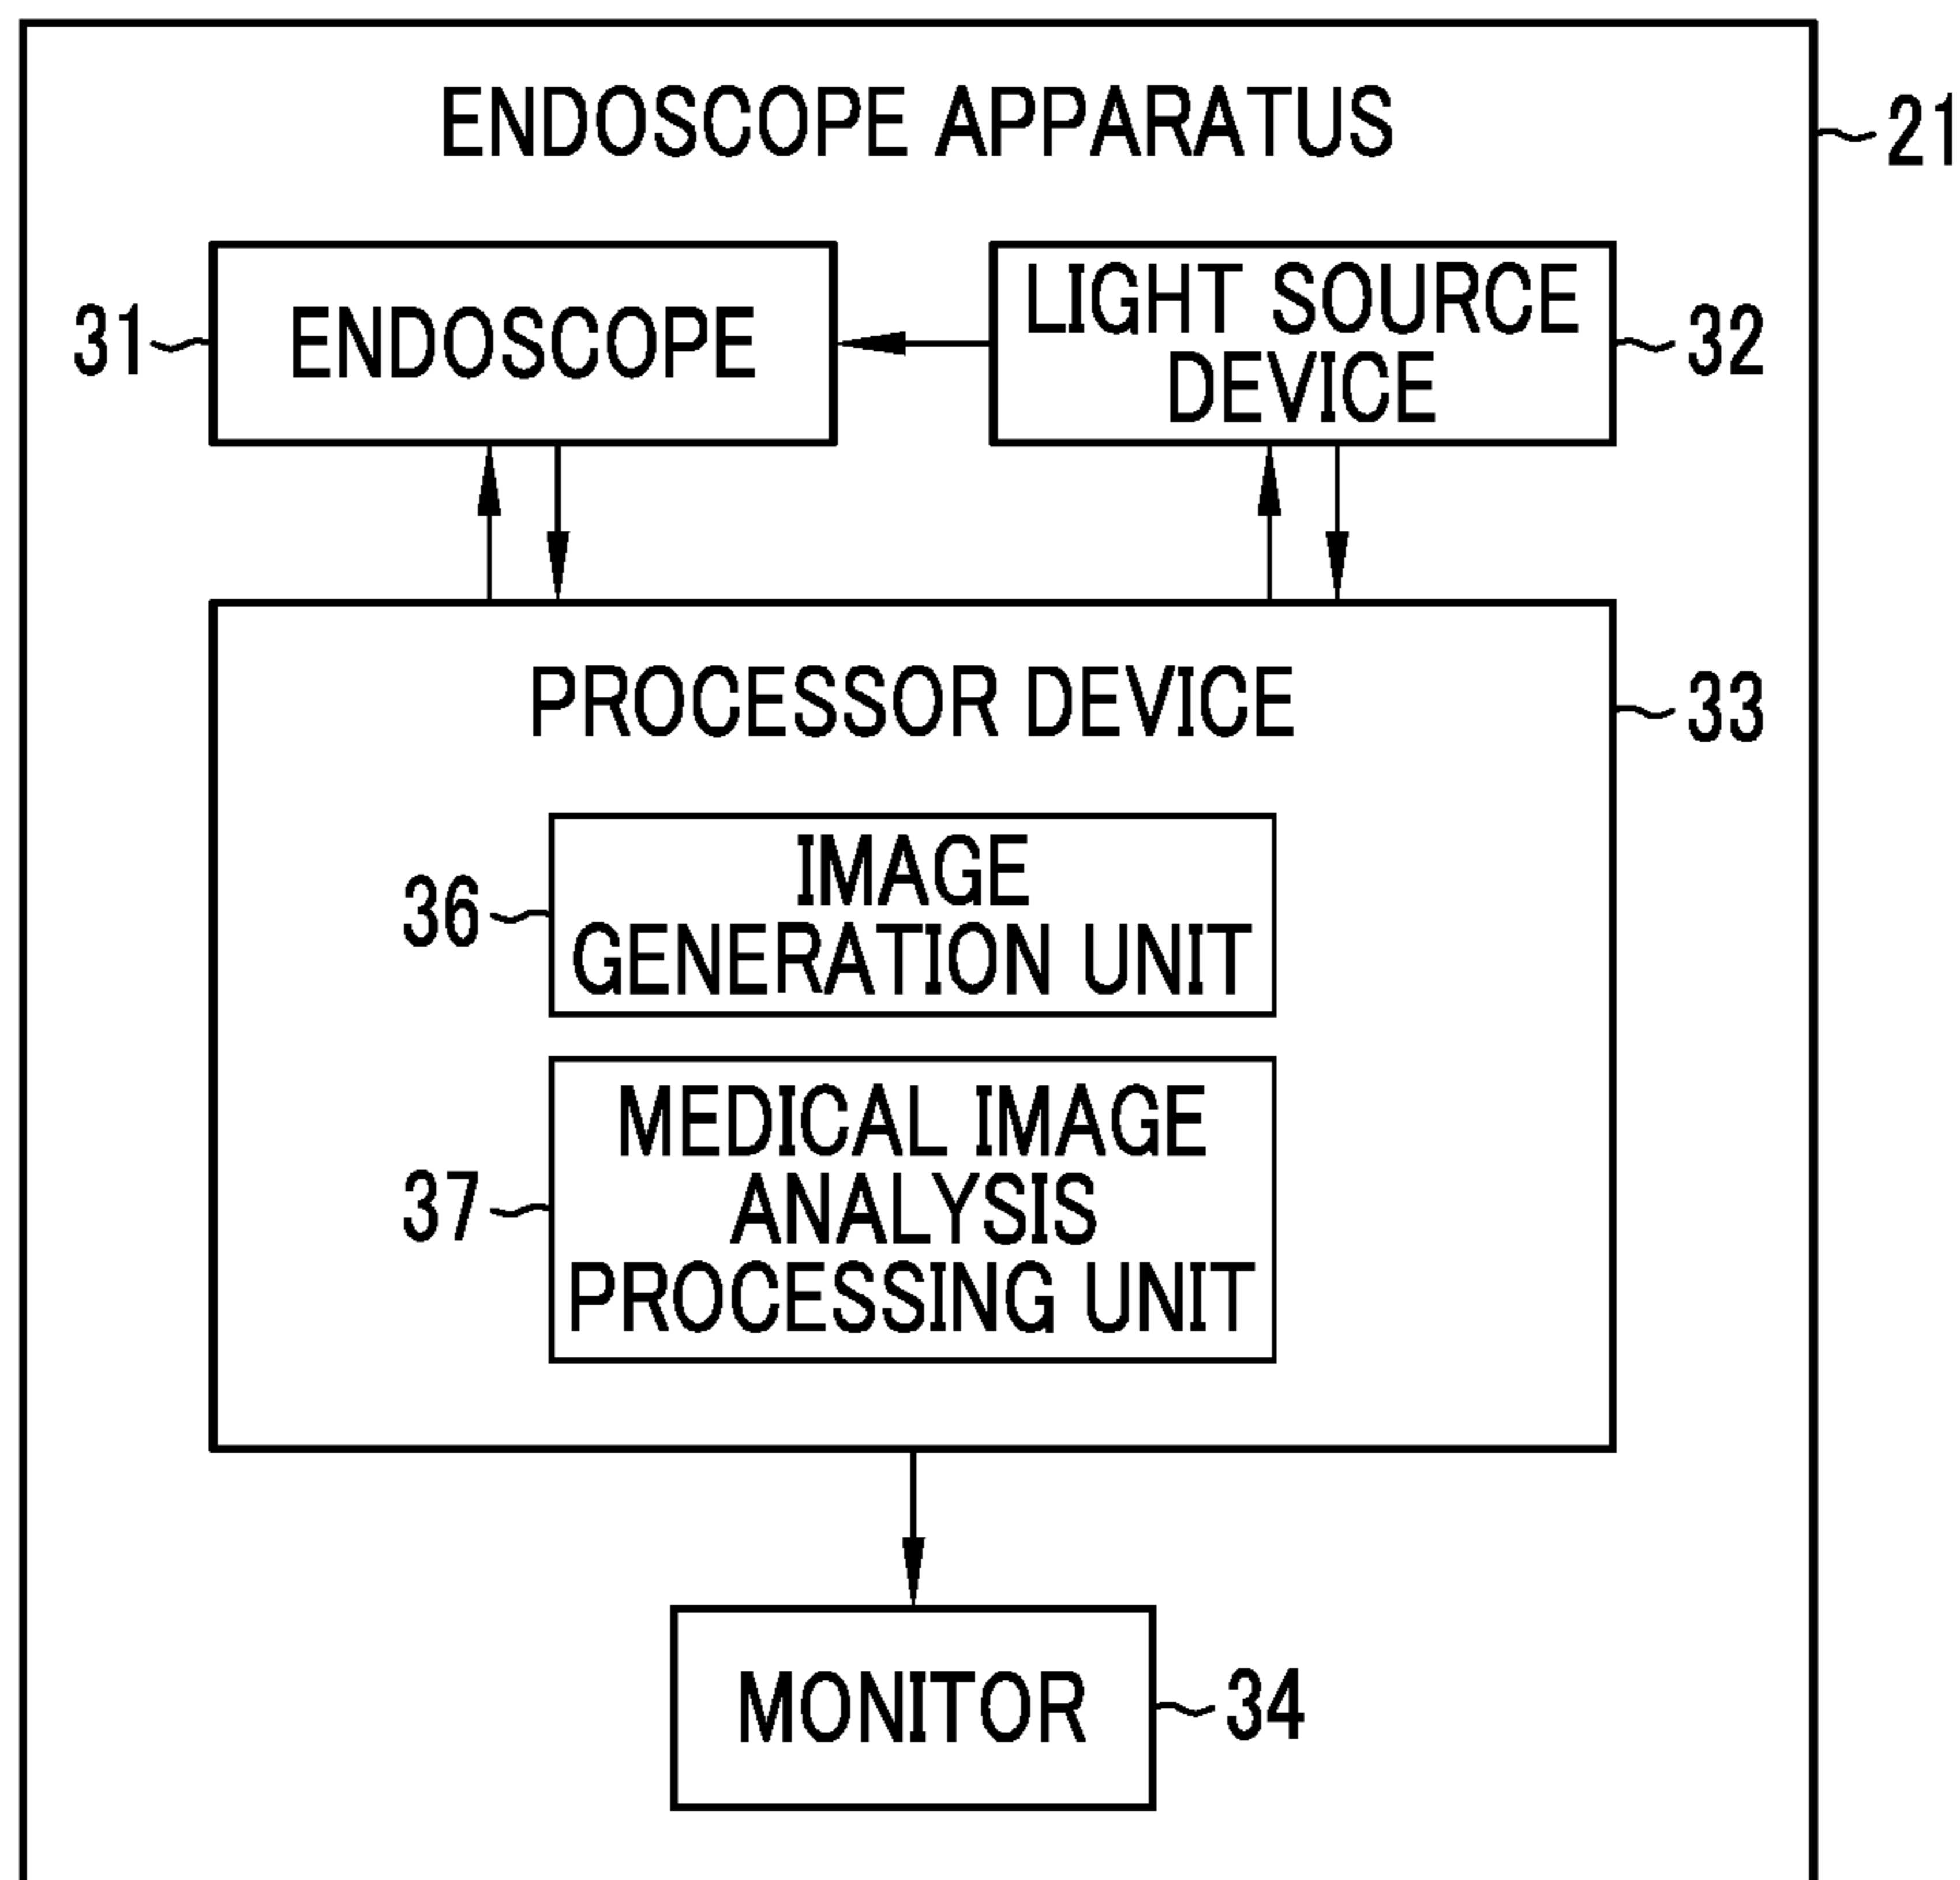 ENDOSCOPE APPARATUS
21
31
ENDOSCOPE
LIGHT SOURCE
DEVICE
32
PROCESSOR DEVICE
33
36
IMAGE
GENERATION UNIT
37
MEDICAL IMAGE
ANALYSIS
PROCESSING UNIT
MONITOR
34